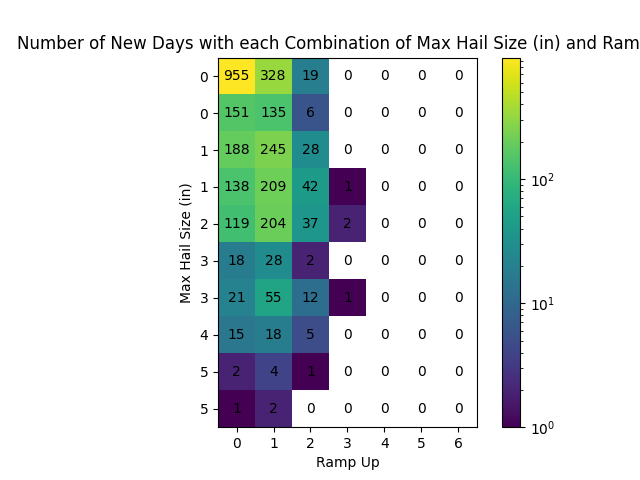 Number of New Days with each Combination of Max Hail Size (in) and Ram
0 955 328 19 0 0 0 0
0 151 135 6 0 0 0 0
1 188 245 28 0 0 0 0
1 138 209 42 1 0 0 0
2 119 204 37 2 0 0 0
3 18 28 2 0 0 0 0
3 21 55 12 1 0 0 0
4 15 18 5 0 0 0 0
5 2 4 1 0 0 0 0
5 1 2 0 0 0 0 0
0 1 2 3 4 5 6
Ramp Up
Max Hail Size (in)
10²
10¹
10⁰